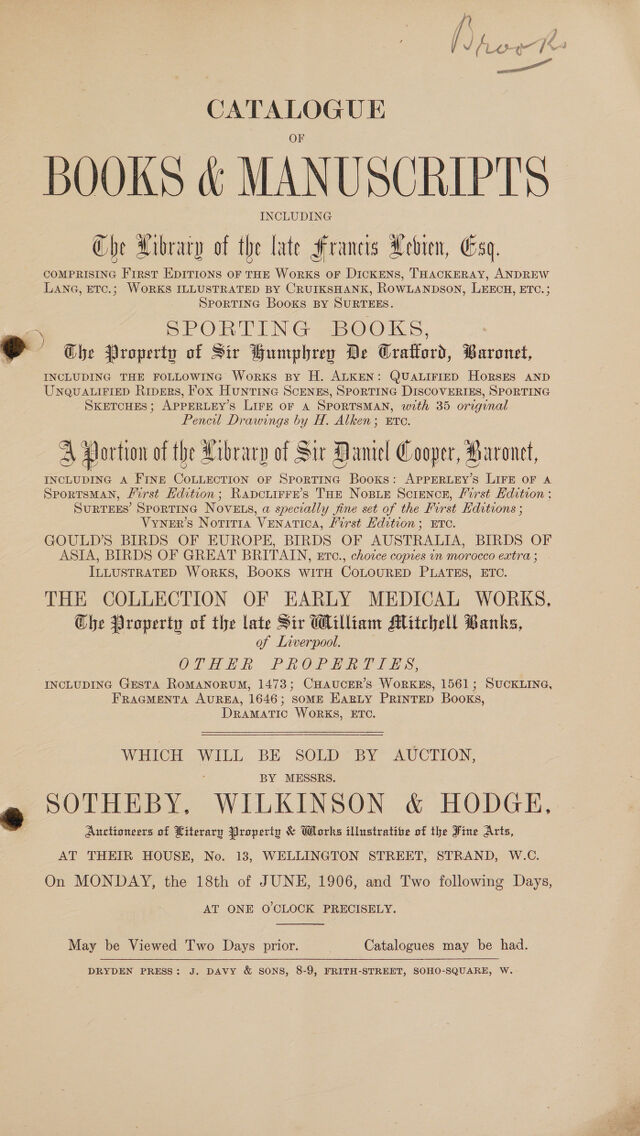 Brooks
CATALOGUE
OF
BOOKS & MANUSCRIPTS
INCLUDING
The Library of the late Francis Levien, Esq.
COMPRISING FIRST EDITIONS OF THE WORKS OF DICKENS, THACKERAY, ANDREW
LANG, ETC.; WORKS ILLUSTRATED BY CRUIKSHANK, ROWLANDSON, LEECH, ETC.;
SPORTING BOOKS BY SURTEES.
SPORTING BOOKS,
The Property of Sir Humphrey De Trafford, Baronet,
INCLUDING THE FOLLOWING WORKS BY H. ALKEN: QUALIFIED HORSES AND
UNQUALIFIED RIDERS, FOX HUNTING SCENES, SPORTING DISCOVERIES, SPORTING
SKETCHES; APPERLEY'S LIFE OF A SPORTSMAN, with 35 original
Pencil Drawings by H. Alken; ETC.
A Portion of the Library of Sir Daniel Cooper, Baronet,
INCLUDING A FINE COLLECTION OF SPORTING BOOKS: APPERLEY'S LIFE OF A
SPORTSMAN, First Edition; RADCLIFFE'S THE NOBLE SCIENCE, First Edition;
SURTEES' SPORTING NOVELS, a specially fine set of the First Editions;
VYNER'S NOTITIA VENATICA, First Edition; ETC.
GOULD'S BIRDS OF EUROPE, BIRDS OF AUSTRALIA, BIRDS OF
ASIA, BIRDS OF GREAT BRITAIN, ETC., choice copies in morocco extra;
ILLUSTRATED WORKS, BOOKS WITH COLOURED PLATES, ETC.
THE COLLECTION OF EARLY MEDICAL WORKS,
The Property of the late Sir William Mitchell Banks,
of Liverpool.
OTHER PROPERTIES,
INCLUDING GESTA ROMANORUM, 1473; CHAUCER'S WORKES, 1561; SUCKLING,
FRAGMENTA AUREA, 1646; SOME EARLY PRINTED BOOKS,
DRAMATIC WORKS, ETC.
WHICH WILL BE SOLD BY AUCTION,
BY MESSRS.
SOTHEBY, WILKINSON & HODGE,
Auctioneers of Literary Property & Works illustrative of the Fine Arts,
AT THEIR HOUSE, No. 13, WELLINGTON STREET, STRAND, W.C.
On MONDAY, the 18th of JUNE, 1906, and Two following Days,
AT ONE O'CLOCK PRECISELY.
May be Viewed Two Days prior. Catalogues may be had.
DRYDEN PRESS: J. DAVY & SONS, 8-9, FRITH-STREET, SOHO-SQUARE, W.